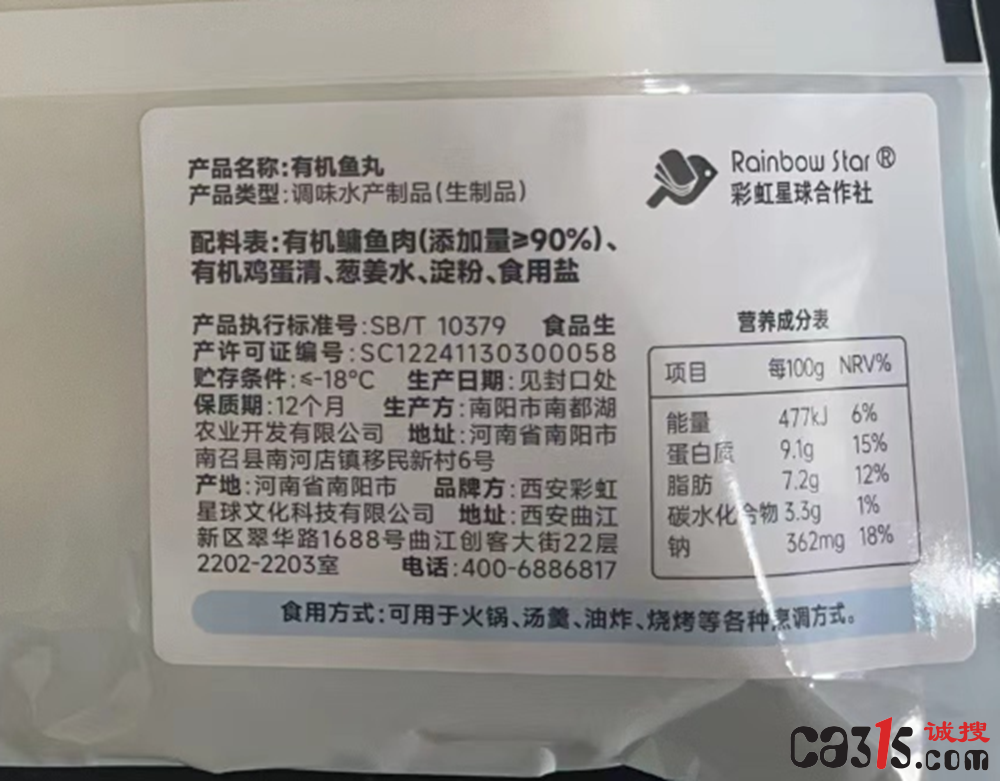 产品名称:有机鱼丸
产品类型:调味水产制品(生制品)
配料表:有机鳙鱼肉(添加量≥90%)、
有机鸡蛋清、葱姜水、淀粉、食用盐
产品执行标准号:SB/T 10379 食品生
产许可证编号:SC12241130300058
贮存条件:≤-18°C 生产日期:见封口处
保质期:12个月 生产方:南阳市南都湖
农业开发有限公司 地址:河南省南阳市
南召县南河店镇移民新村6号
产地:河南省南阳市 品牌方:西安彩虹
星球文化科技有限公司 地址:西安曲江
新区翠华路1688号曲江创客大街22层
2202-2203室 电话:400-6886817
Rainbow Star®
彩虹星球合作社
营养成分表
项目 每100g NRV%
能量 477kJ 6%
蛋白质 9.1g 15%
脂肪 7.2g 12%
碳水化合物 3.3g 1%
钠 362mg 18%
食用方式:可用于火锅、汤羹、油炸、烧烤等各种烹调方式。
ca315诚搜.com